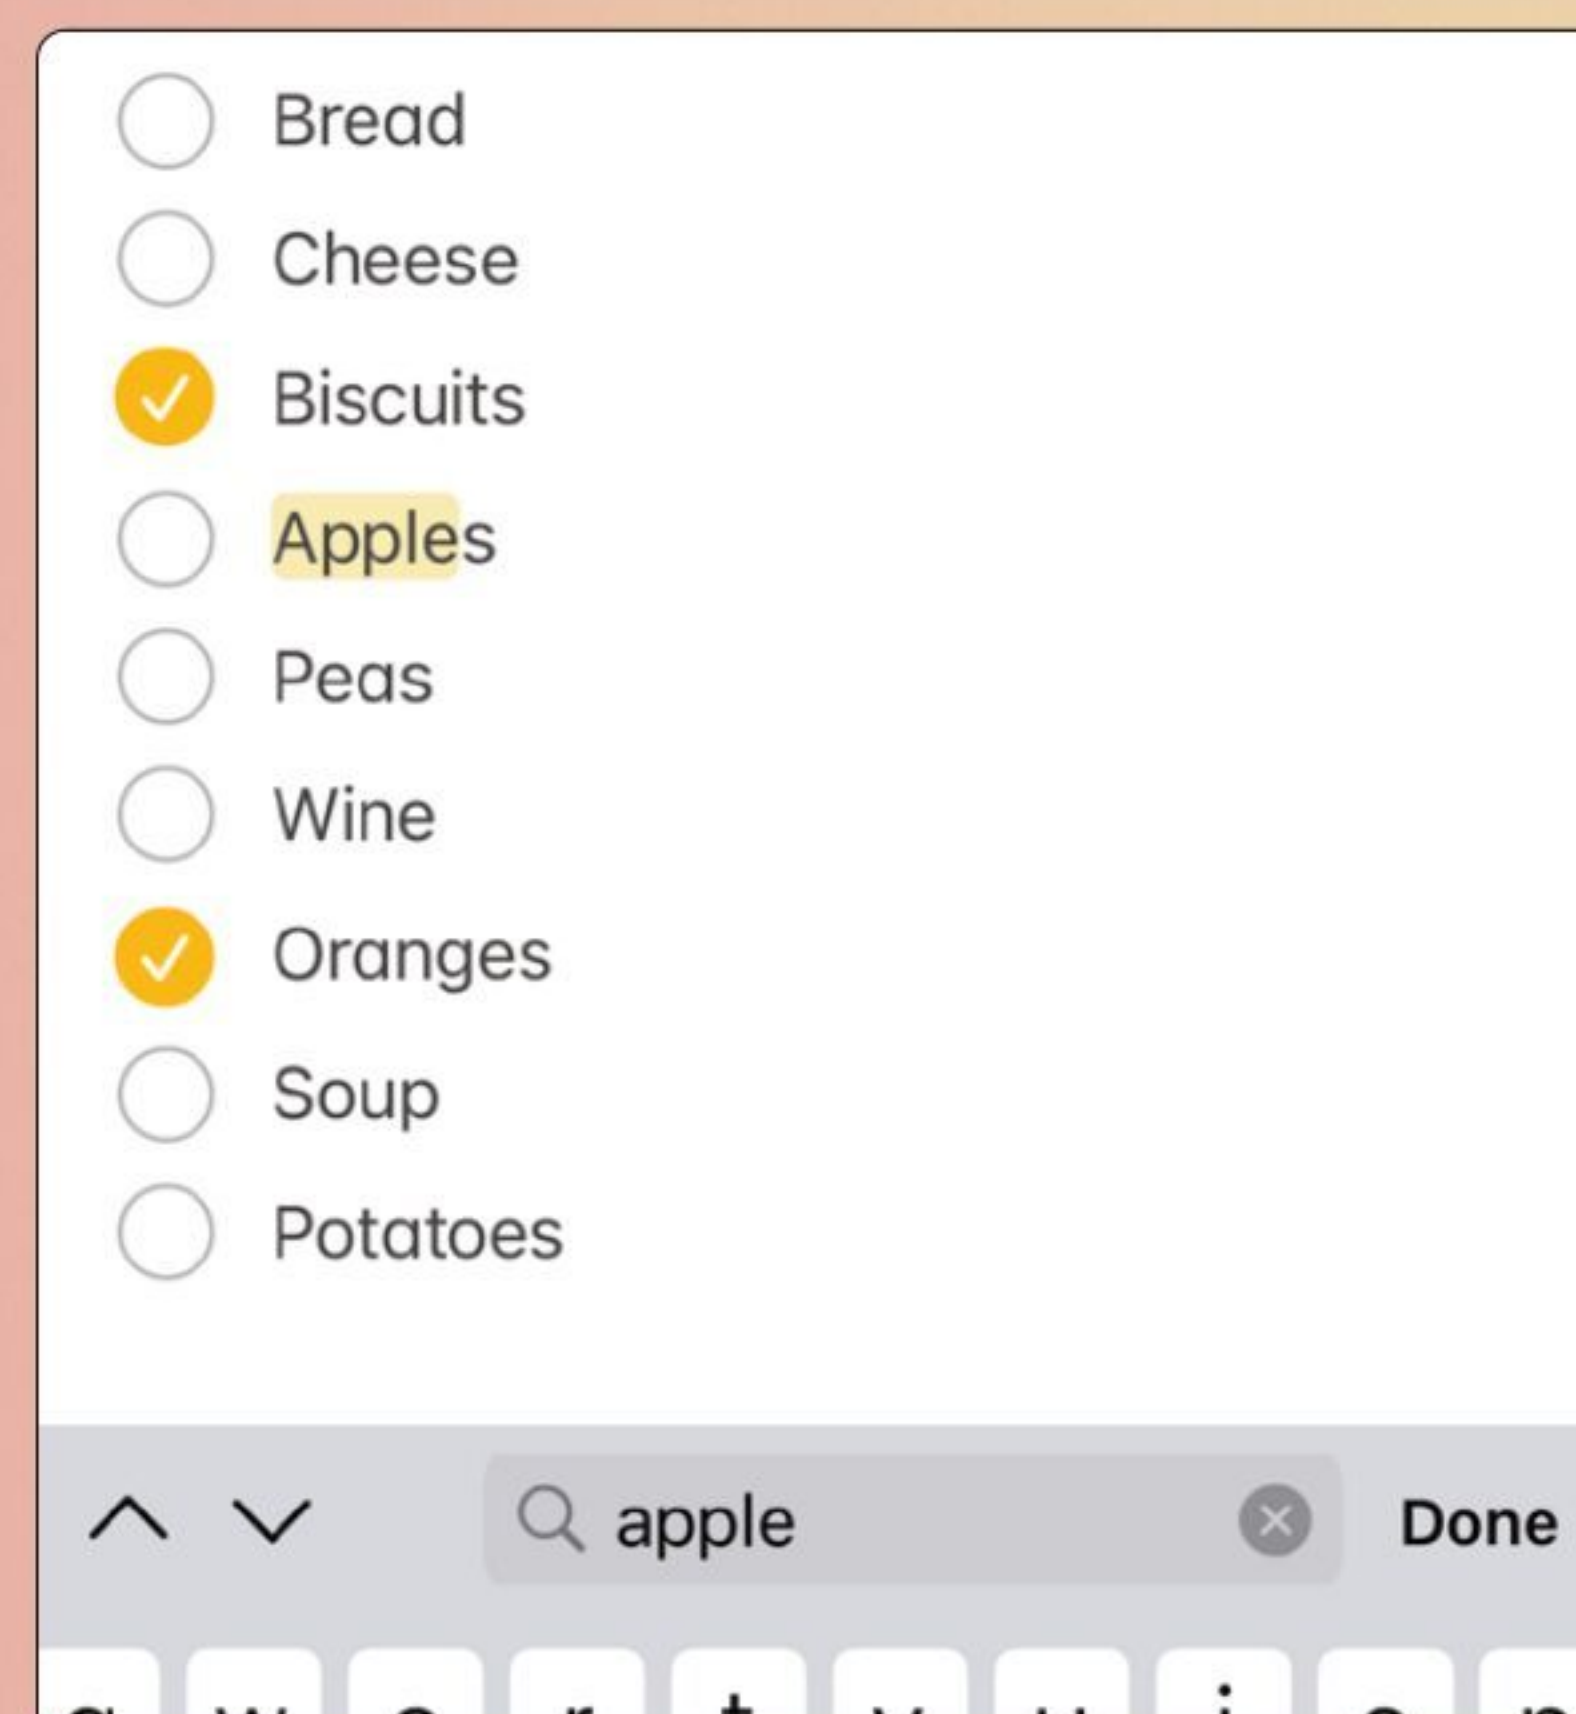 Bread
Cheese
Biscuits
Apples
Peas
Wine
Oranges
Soup
Potatoes
apple Done
w r t u i o p